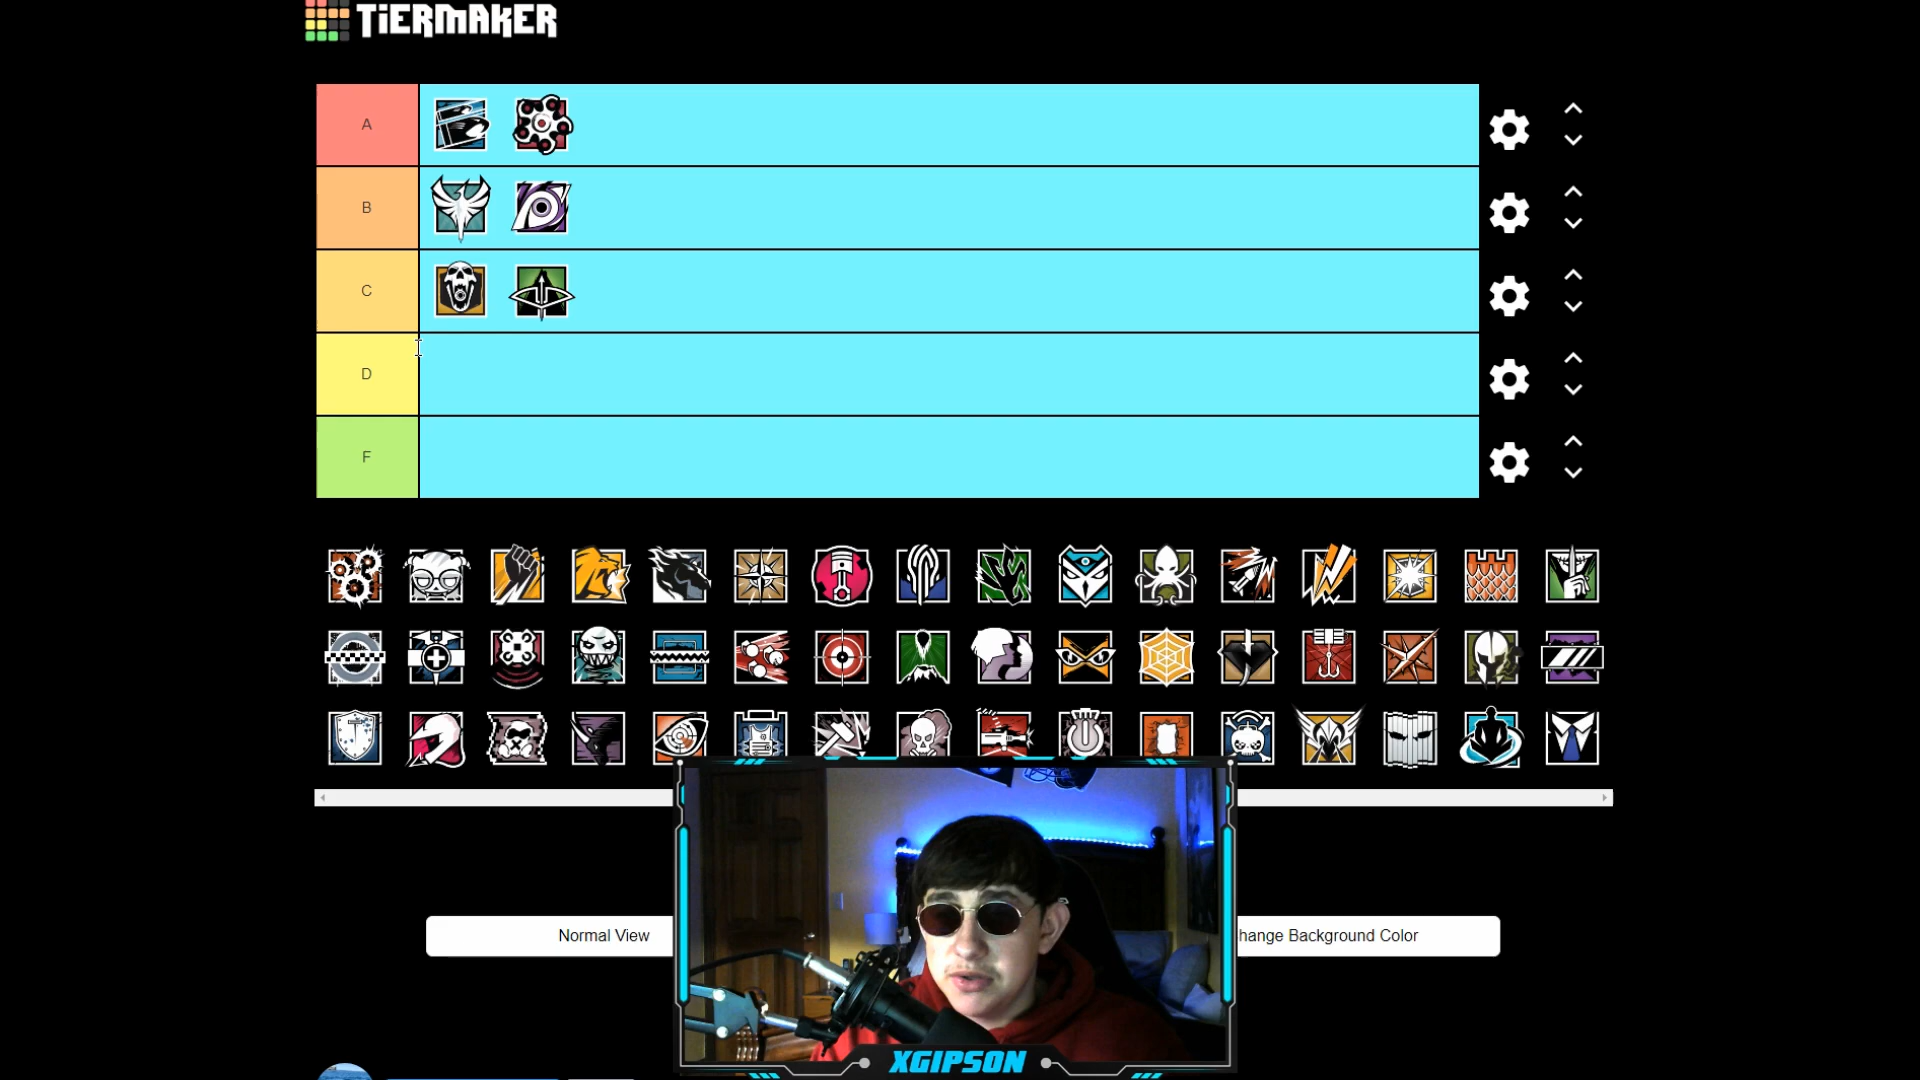 TiERMAKER
A
B
C
D
F
Normal View
hange Background Color
XGIPSON